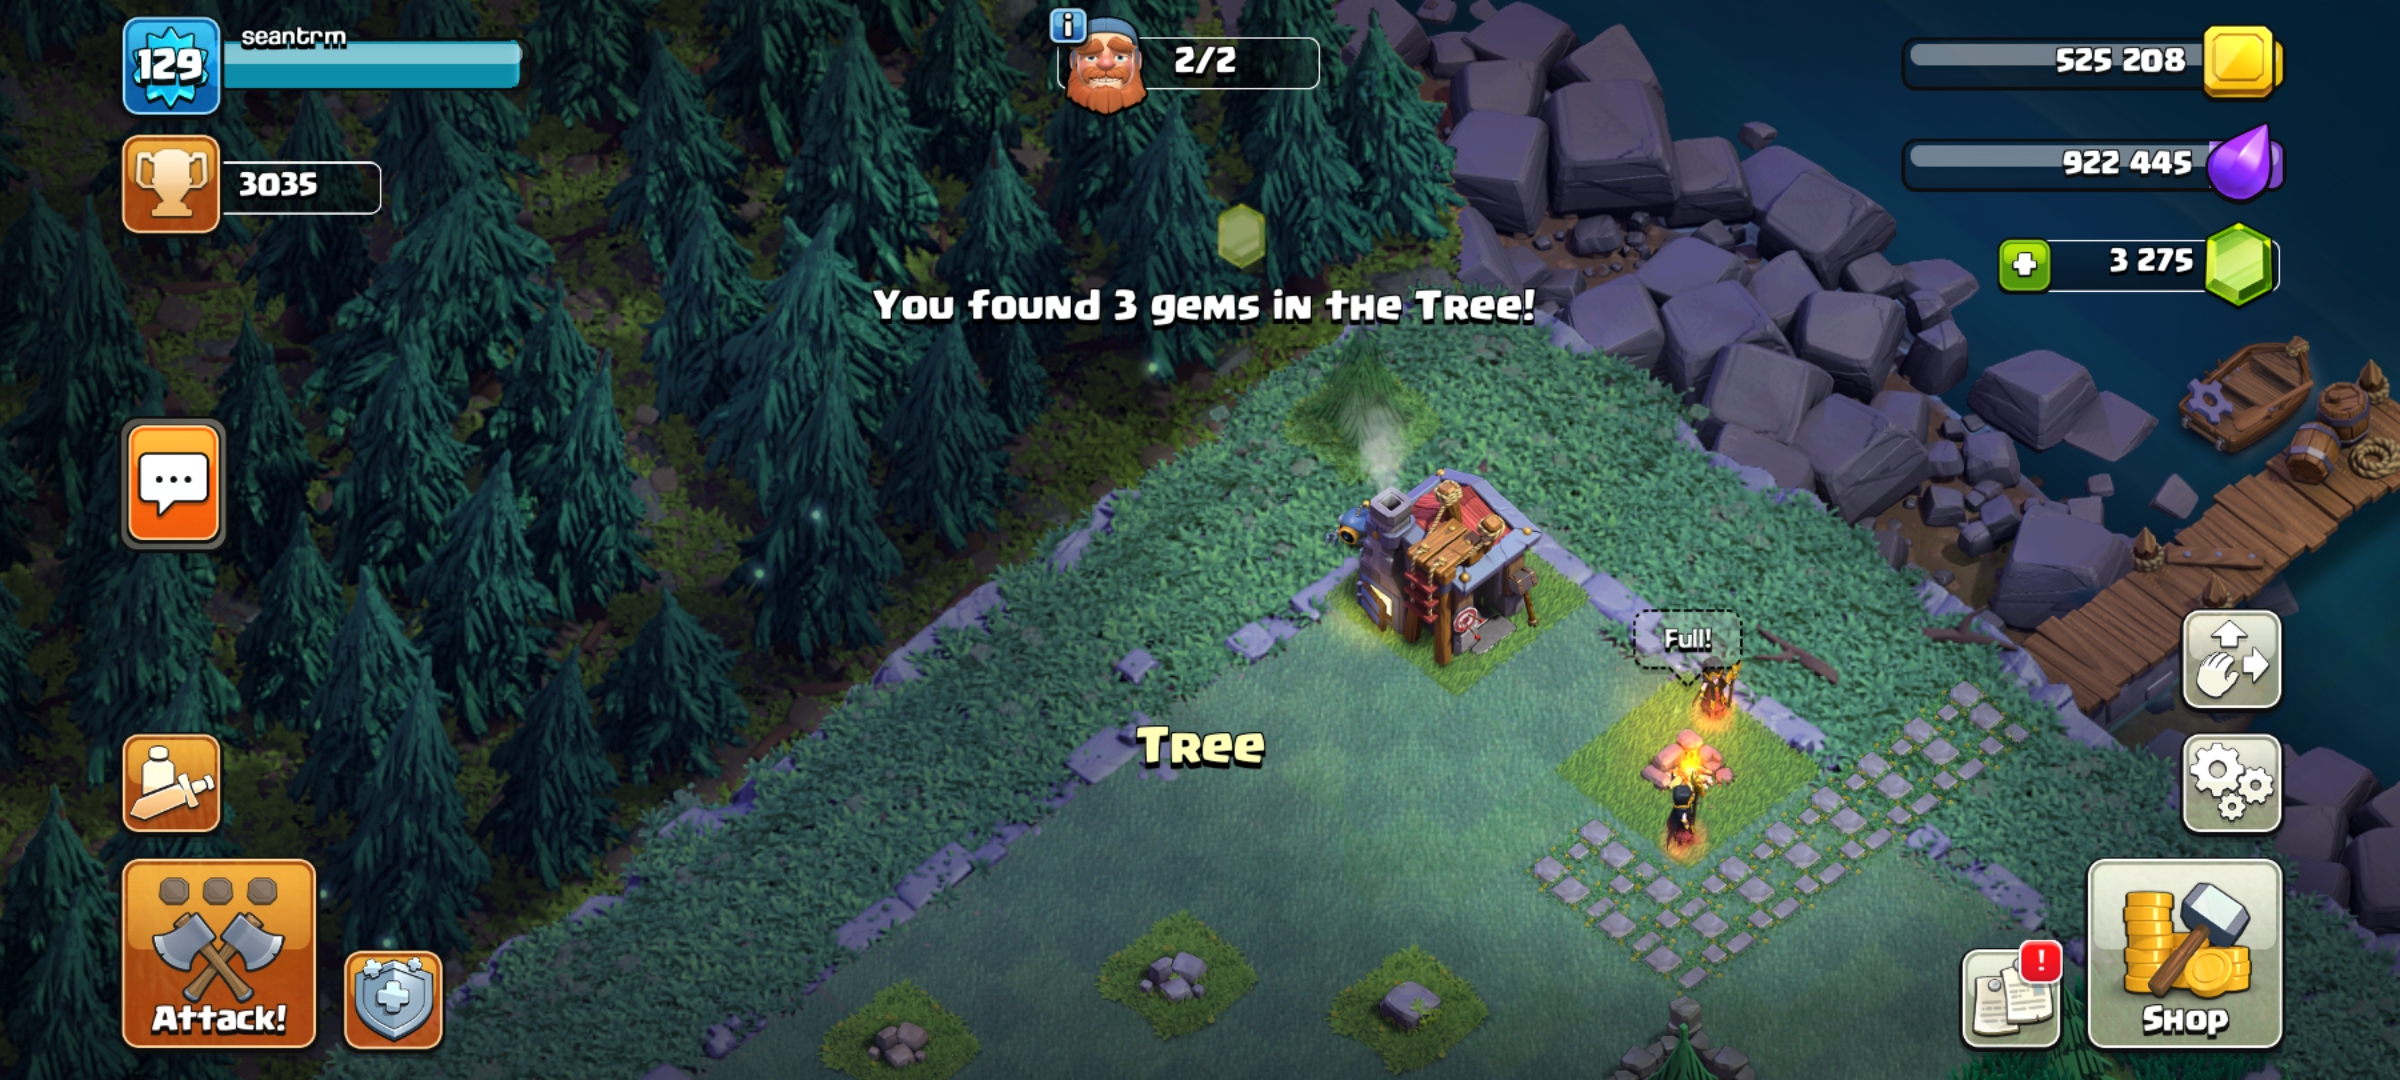 129
seantrm
2/2
525 208
3035
922 445
3 275
You found 3 gems in the Tree!
Full!
Tree
Attack!
!
Shop